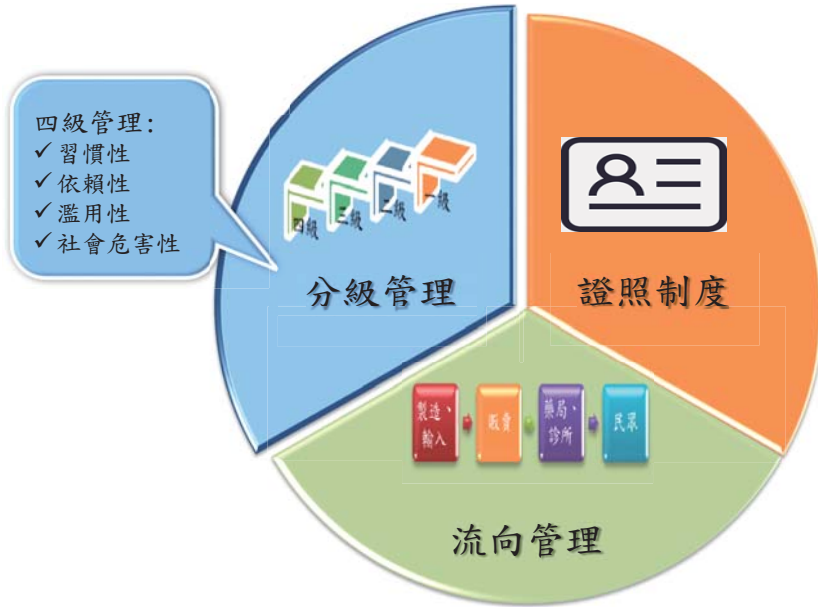 四級管理:
✓習慣性
✓依賴性
✓濫用性
✓社會危害性
四級
三級
二級
一級
分級管理
證照制度
製造、
輸入
販賣
藥局、
診所
民眾
流向管理